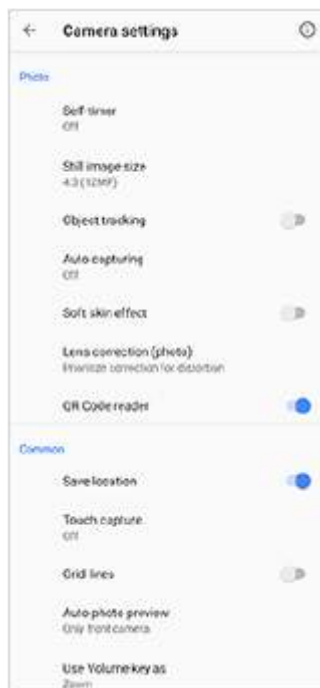 Camera settings
Photo
Self-timer
Off
Still image size
4:3 (12MP)
Object tracking
Auto capturing
Off
Soft skin effect
Lens correction (photo)
Prioritize correction for distortion
QR Code reader
Common
Save location
Touch capture
Off
Grid lines
Auto photo preview
Only front camera
Use Volume key as
Zoom